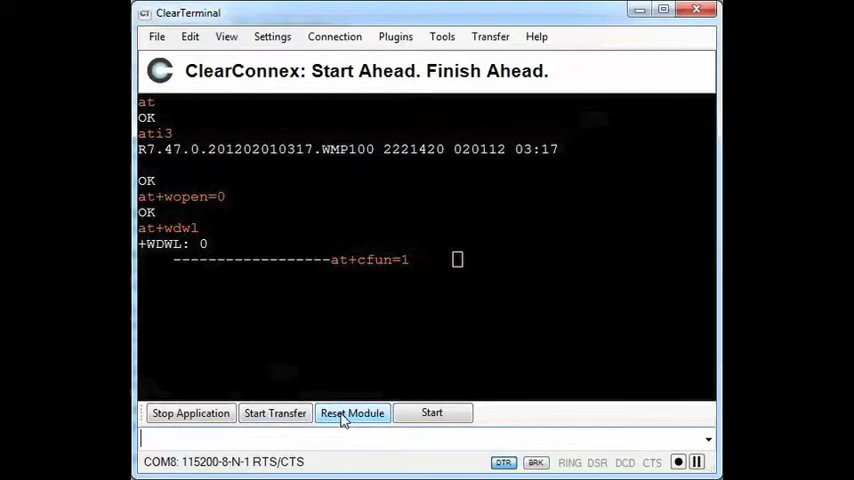 CT ClearTerminal
File Edit View Settings Connection Plugins Tools Transfer Help
ClearConnex: Start Ahead. Finish Ahead.
at
OK
ati3
R7.47.0.201202010317.WMP100 2221420 020112 03:17
OK
at+wopen=0
OK
at+wdwl
+WDWL: 0
------------------at+cfun=1
Stop Application Start Transfer Reset Module Start
COM8: 115200-8-N-1 RTS/CTS DTR BRK RING DSR DCD CTS